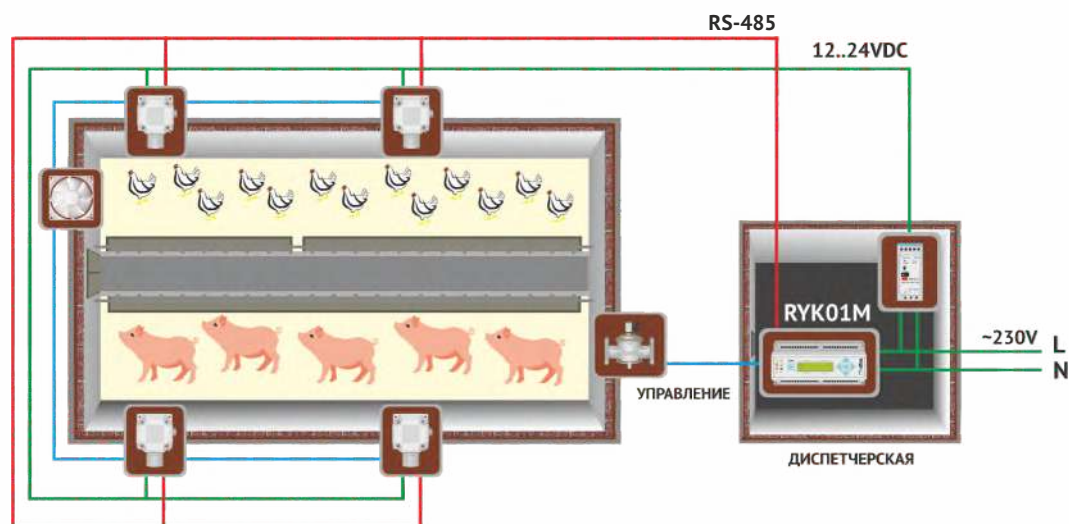 RS-485
12..24VDC
RYK01M
~230V
L
N
УПРАВЛЕНИЕ
ДИСПЕТЧЕРСКАЯ